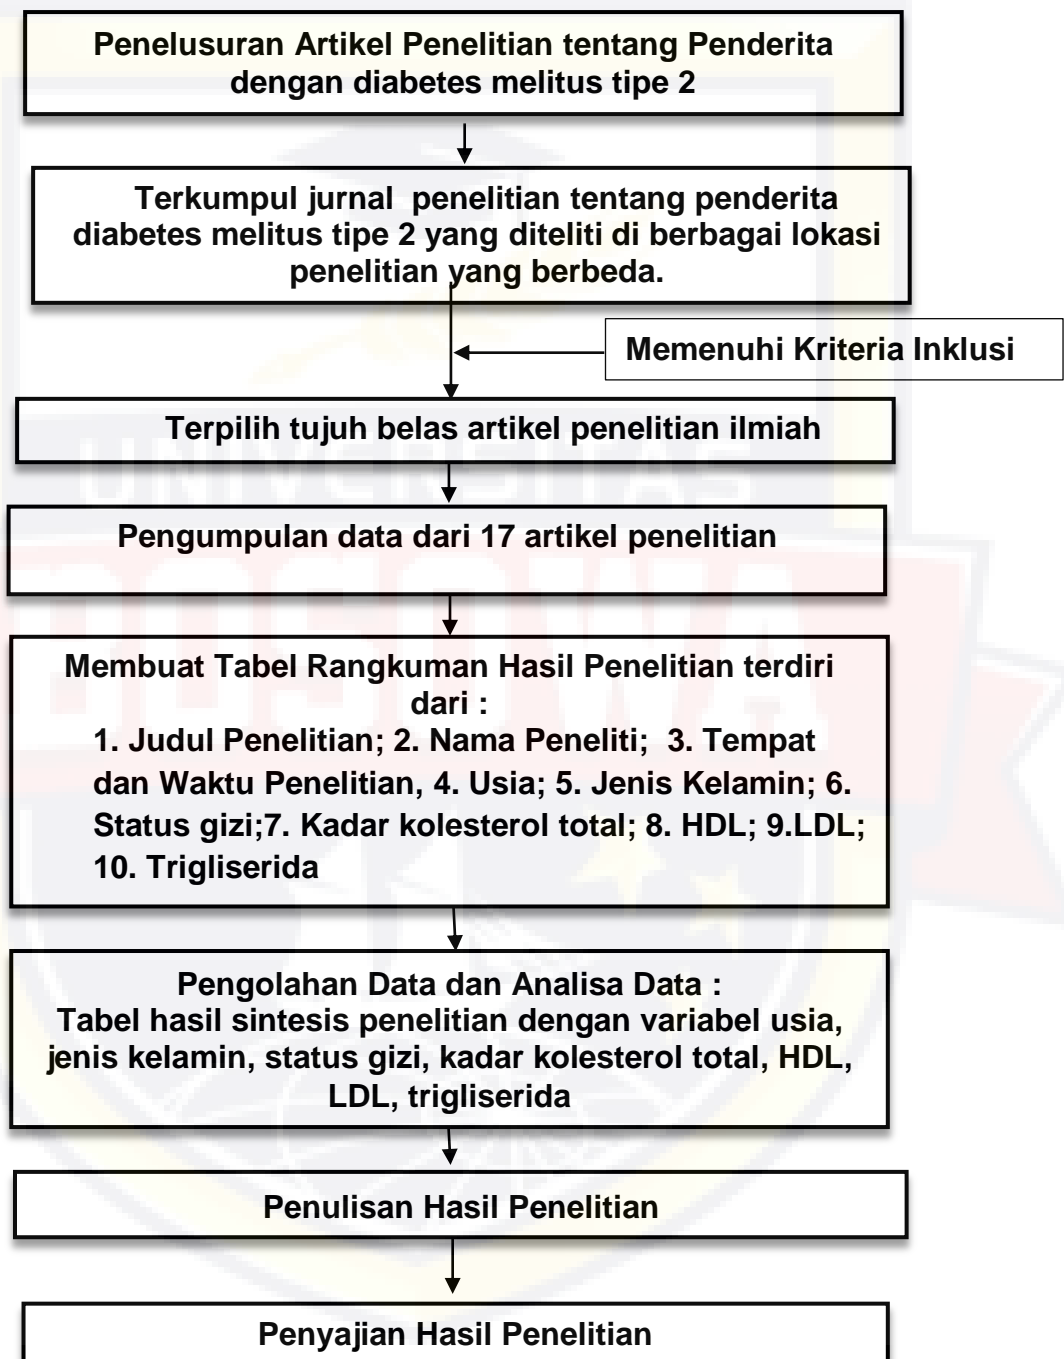 Penelusuran Artikel Penelitian tentang Penderita
dengan diabetes melitus tipe 2
Terkumpul jurnal penelitian tentang penderita
diabetes melitus tipe 2 yang diteliti di berbagai lokasi
penelitian yang berbeda.
Memenuhi Kriteria Inklusi
Terpilih tujuh belas artikel penelitian ilmiah
UNIVERSITAS
Pengumpulan data dari 17 artikel penelitian
BOSOWA
Membuat Tabel Rangkuman Hasil Penelitian terdiri
dari :
1. Judul Penelitian; 2. Nama Peneliti; 3. Tempat
dan Waktu Penelitian, 4. Usia; 5. Jenis Kelamin; 6.
Status gizi;7. Kadar kolesterol total; 8. HDL; 9.LDL;
10. Trigliserida
Pengolahan Data dan Analisa Data :
Tabel hasil sintesis penelitian dengan variabel usia,
jenis kelamin, status gizi, kadar kolesterol total, HDL,
LDL, trigliserida
Penulisan Hasil Penelitian
Penyajian Hasil Penelitian